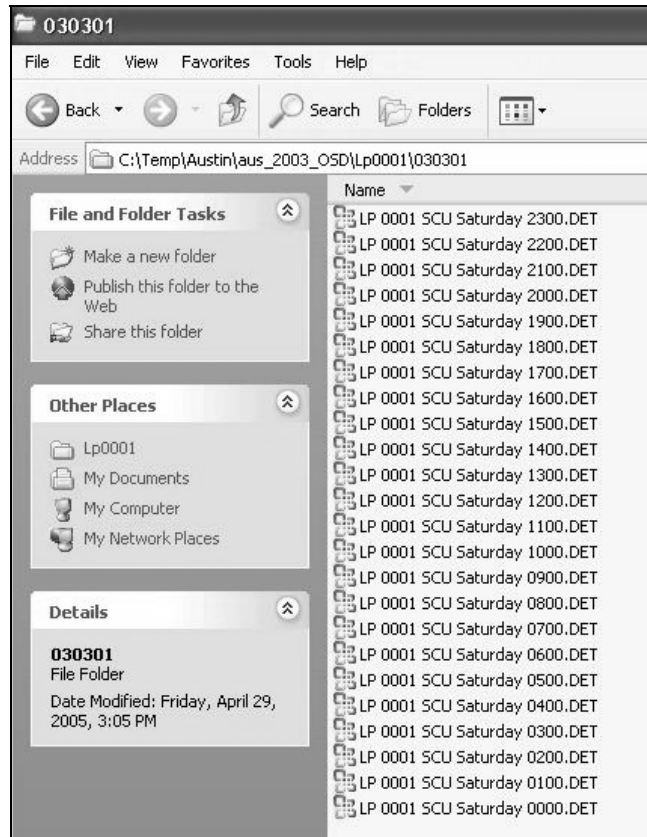 030301
File Edit View Favorites Tools Help
Back Search Folders
Address C:\Temp\Austin\aus_2003_OSD\Lp0001\030301
File and Folder Tasks
Make a new folder
Publish this folder to the
Web
Share this folder
Other Places
Lp0001
My Documents
My Computer
My Network Places
Details
030301
File Folder
Date Modified: Friday, April 29,
2005, 3:05 PM
Name
LP 0001 SCU Saturday 2300.DET
LP 0001 SCU Saturday 2200.DET
LP 0001 SCU Saturday 2100.DET
LP 0001 SCU Saturday 2000.DET
LP 0001 SCU Saturday 1900.DET
LP 0001 SCU Saturday 1800.DET
LP 0001 SCU Saturday 1700.DET
LP 0001 SCU Saturday 1600.DET
LP 0001 SCU Saturday 1500.DET
LP 0001 SCU Saturday 1400.DET
LP 0001 SCU Saturday 1300.DET
LP 0001 SCU Saturday 1200.DET
LP 0001 SCU Saturday 1100.DET
LP 0001 SCU Saturday 1000.DET
LP 0001 SCU Saturday 0900.DET
LP 0001 SCU Saturday 0800.DET
LP 0001 SCU Saturday 0700.DET
LP 0001 SCU Saturday 0600.DET
LP 0001 SCU Saturday 0500.DET
LP 0001 SCU Saturday 0400.DET
LP 0001 SCU Saturday 0300.DET
LP 0001 SCU Saturday 0200.DET
LP 0001 SCU Saturday 0100.DET
LP 0001 SCU Saturday 0000.DET